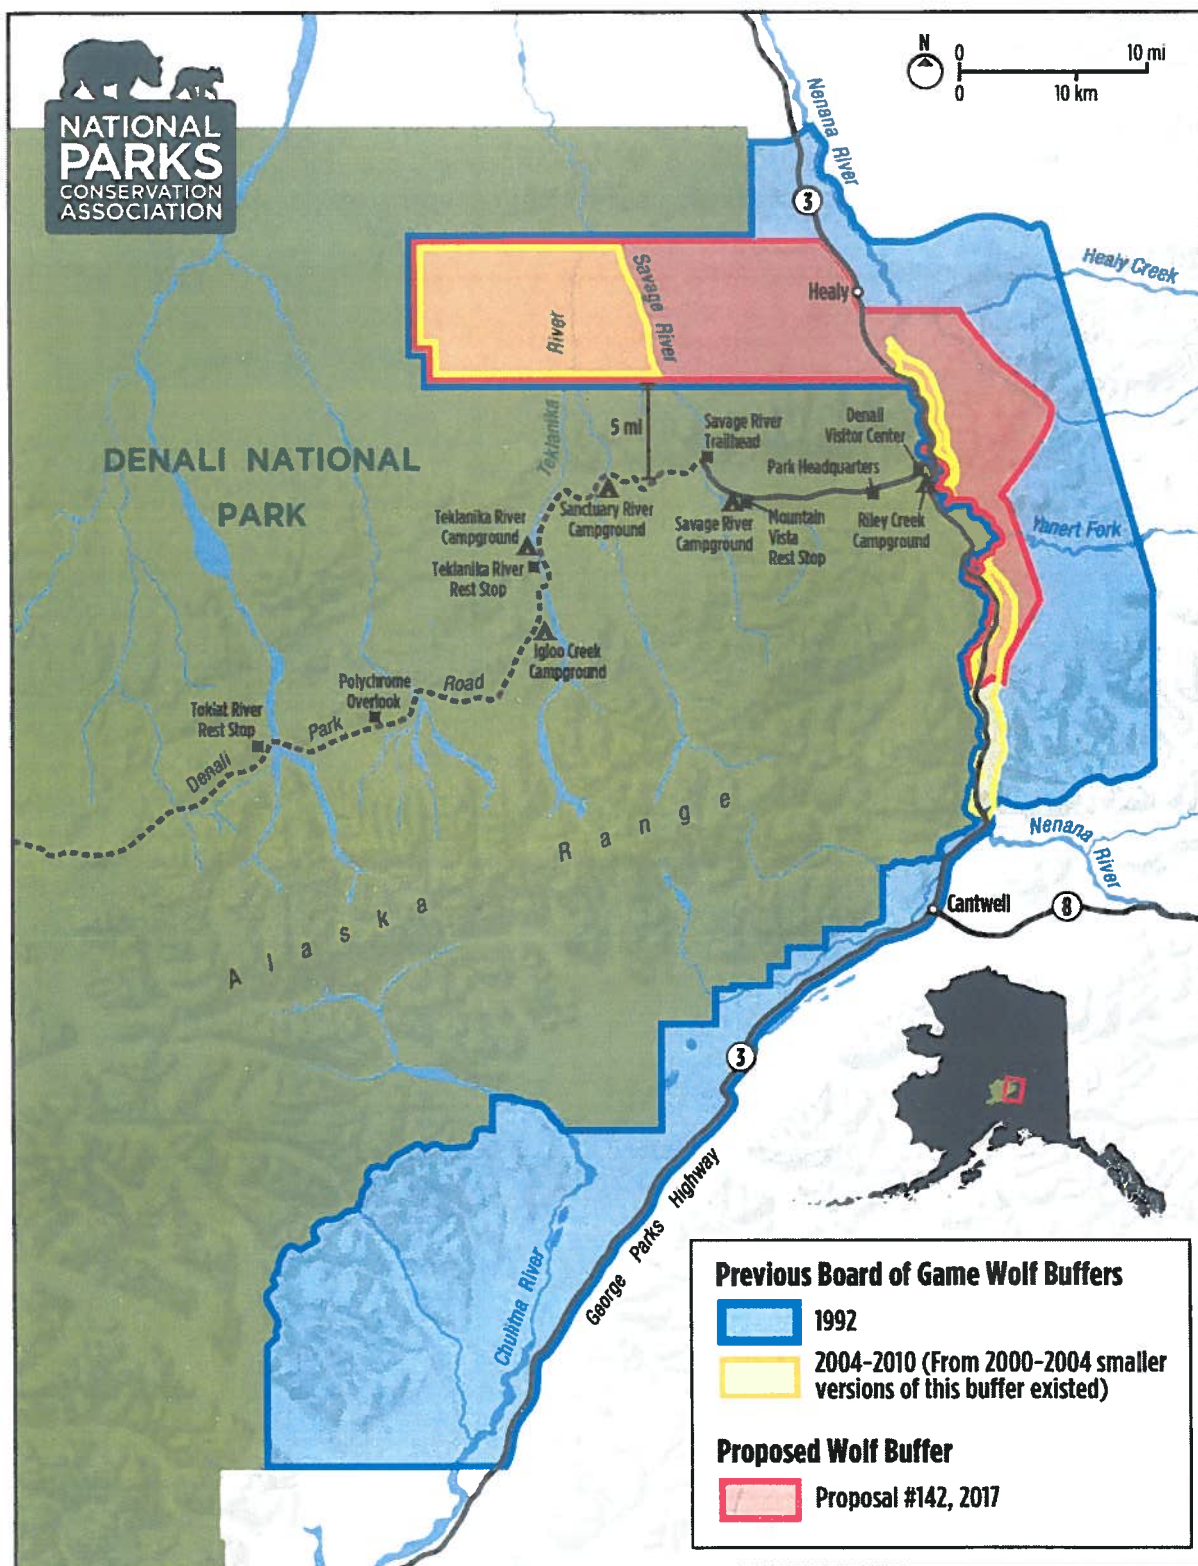 NATIONAL
PARKS
CONSERVATION
ASSOCIATION
N
0
10 mi
0
10 km
Nenana River
3
Healy Creek
Healy
Savage River
River
Teklanika
5 mi
Savage River
Trailhead
Denali
Visitor Center
Park Headquarters
DENALI NATIONAL
PARK
Teklanika River
Campground
Sanctuary River
Campground
Savage River
Campground
Mountain
Vista
Rest Stop
Riley Creek
Campground
Yanert Fork
Teklanika River
Rest Stop
Igloo Creek
Campground
Polychrome
Overlook
Road
Toklat River
Rest Stop
Park
Denali
Alaska Range
Nenana River
Cantwell
8
3
George Parks Highway
Chulitna River
Previous Board of Game Wolf Buffers
1992
2004-2010 (From 2000-2004 smaller
versions of this buffer existed)
Proposed Wolf Buffer
Proposal #142, 2017